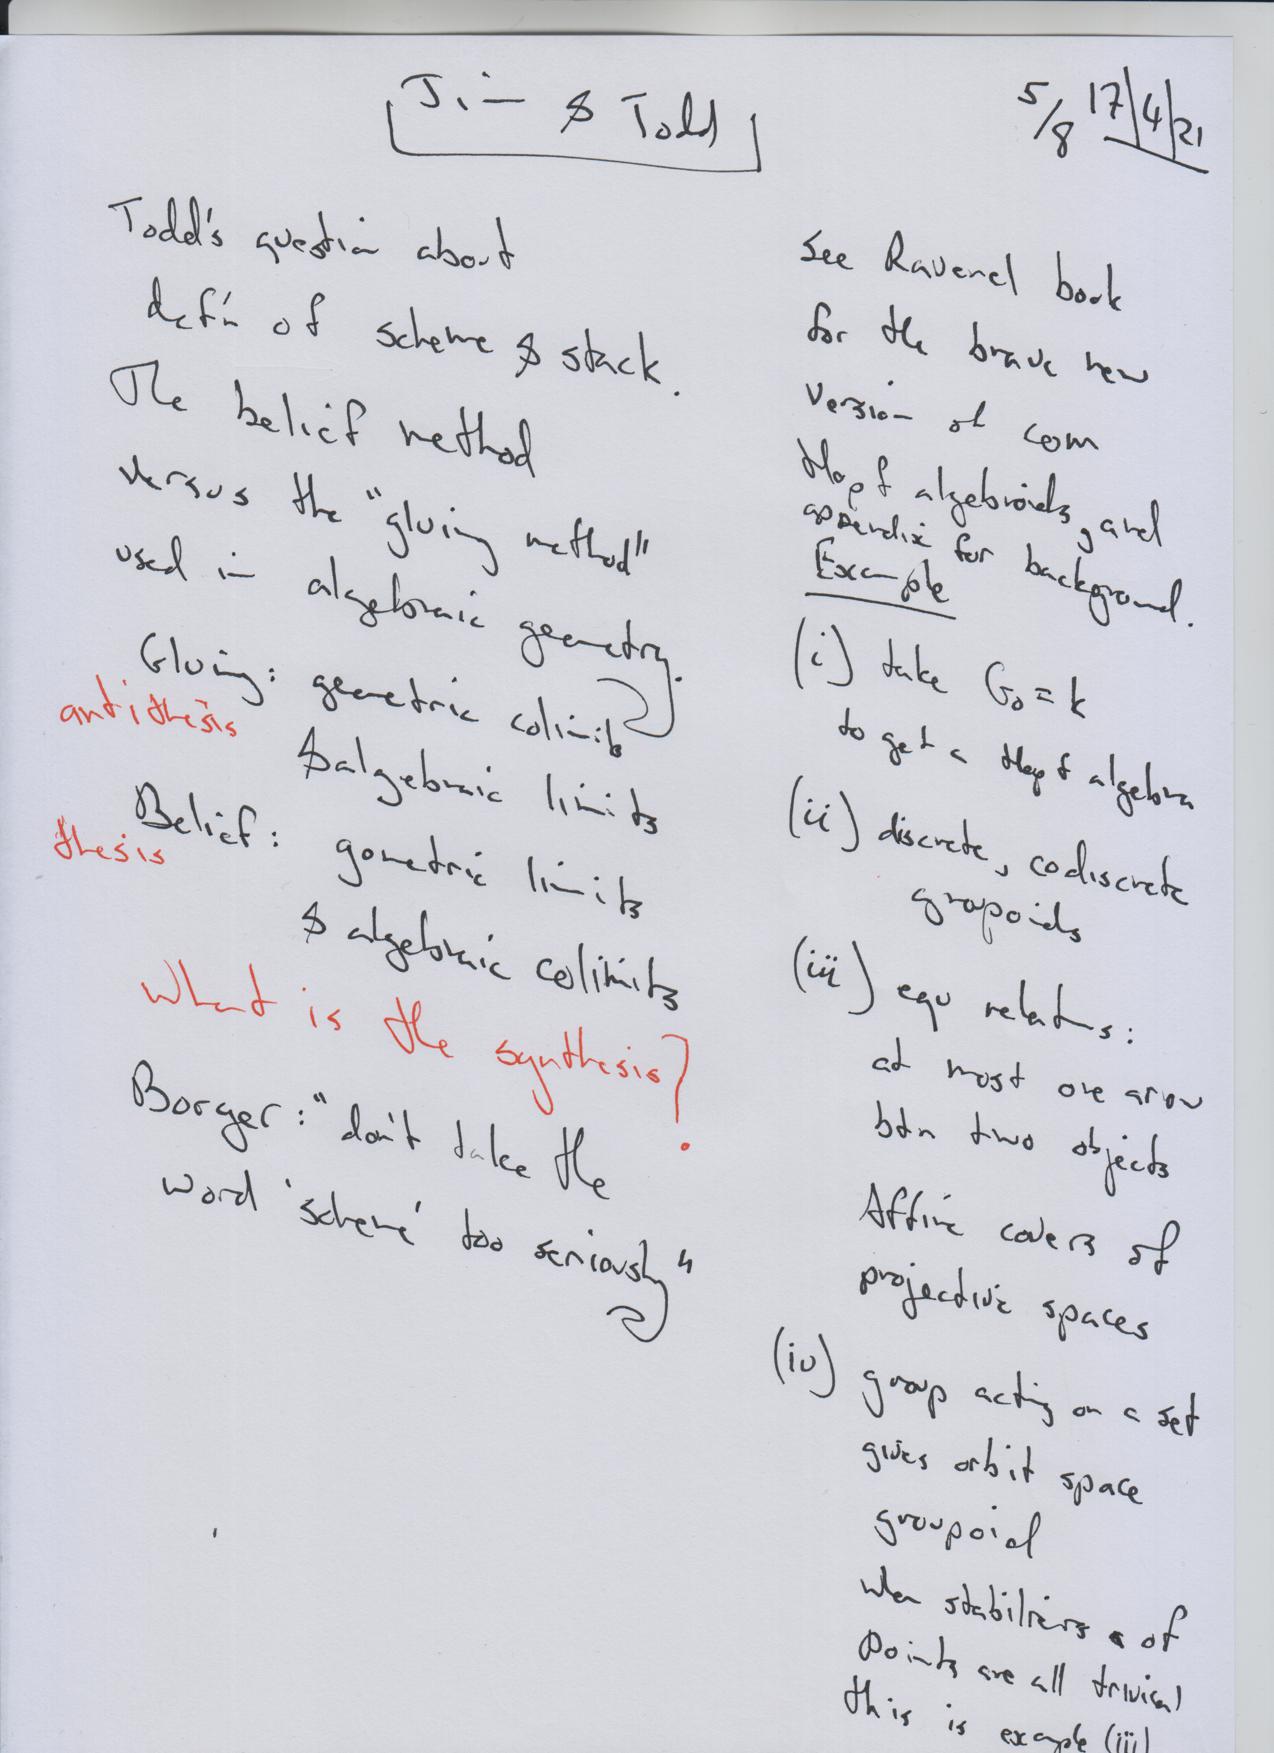 Jim & Todd
5/8 17/4/21
Todd's question about
defn of scheme & stack.
The belief method
versus the "gluing method"
used in algebraic geometry.
Gluing: geometric colimits
antithesis
& algebraic limits
Belief: gometric limits
thesis
& algebraic colimits
What is the synthesis?
Borger: "don't take the
word 'scheme' too seriously"
See Ravenel book
for the brave new
version of com
Hopf algebroids, and
appendix for background.
Example
(i) take G₀ = k
to get a Hopf algebra
(ii) discrete, codiscrete
groupoids
(iii) equ relatns:
at most one arrow
btn two objects
Affine covers of
projective spaces
(iv) group acting on a set
gives orbit space
groupoid
when stabilizers of
points are all trivial
this is example (iii)